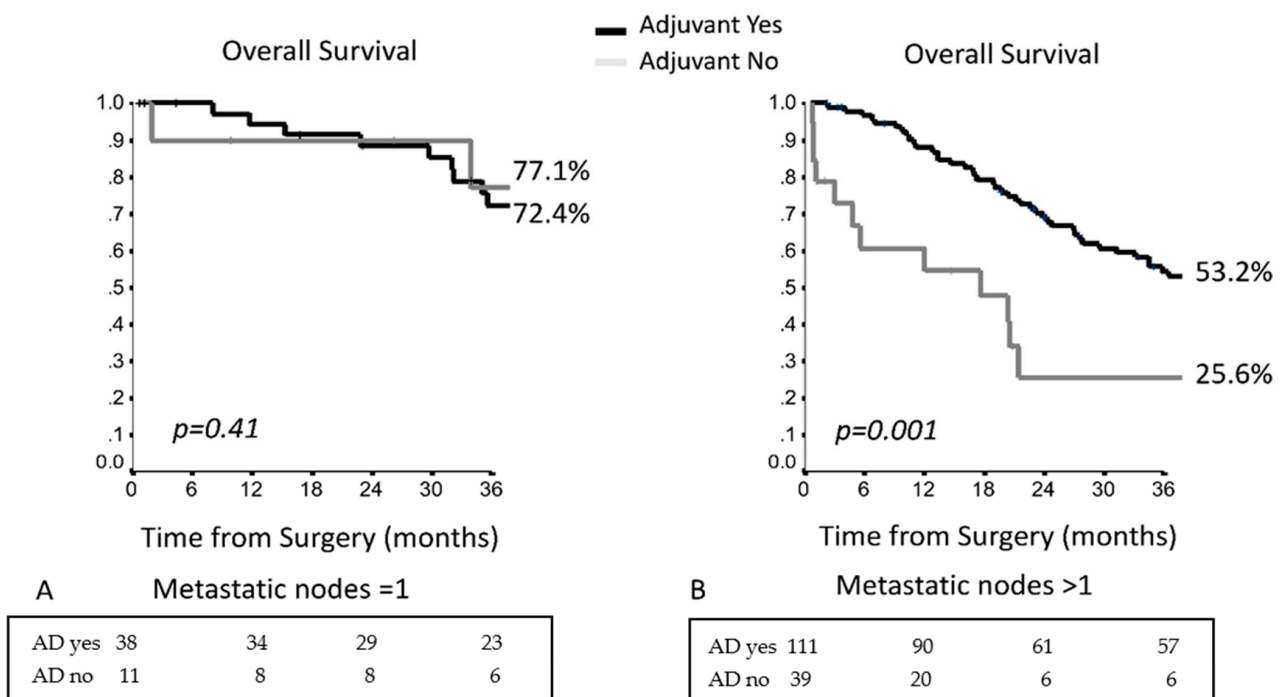 Adjuvant Yes
Adjuvant No
Overall Survival
1.0
.9
.8
.7
.6
.5
.4
.3
.2
.1
0.0
77.1%
72.4%
p=0.41
0 6 12 18 24 30 36
Time from Surgery (months)
A Metastatic nodes =1
AD yes 38 34 29 23
AD no 11 8 8 6
Overall Survival
1.0
.9
.8
.7
.6
.5
.4
.3
.2
.1
0.0
53.2%
25.6%
p=0.001
0 6 12 18 24 30 36
Time from Surgery (months)
B Metastatic nodes >1
AD yes 111 90 61 57
AD no 39 20 6 6